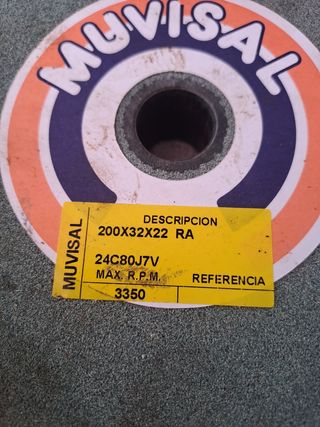 MUVISAL
MUVISAL
DESCRIPCION
200X32X22 RA
24C80J7V
MAX. R.P.M.
REFERENCIA
3350